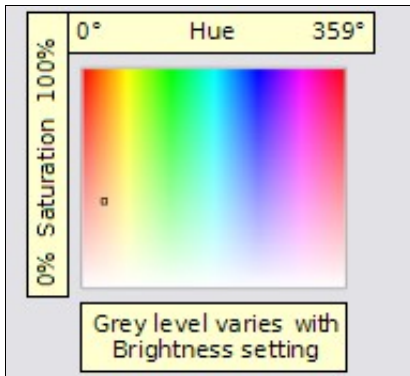 0° Hue 359°
0% Saturation 100%
Grey level varies with
Brightness setting